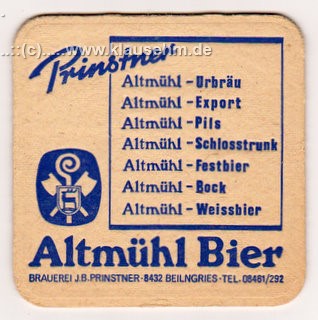 ...::(c)....www.klausehm.de
Prinstner
Altmühl-Urbräu
Altmühl-Export
Altmühl-Pils
Altmühl-Schlosstrunk
Altmühl-Festbier
Altmühl-Bock
Altmühl-Weissbier
Altmühl Bier
BRAUEREI J.B. PRINSTNER·8432 BEILNGRIES·TEL. 08461/292